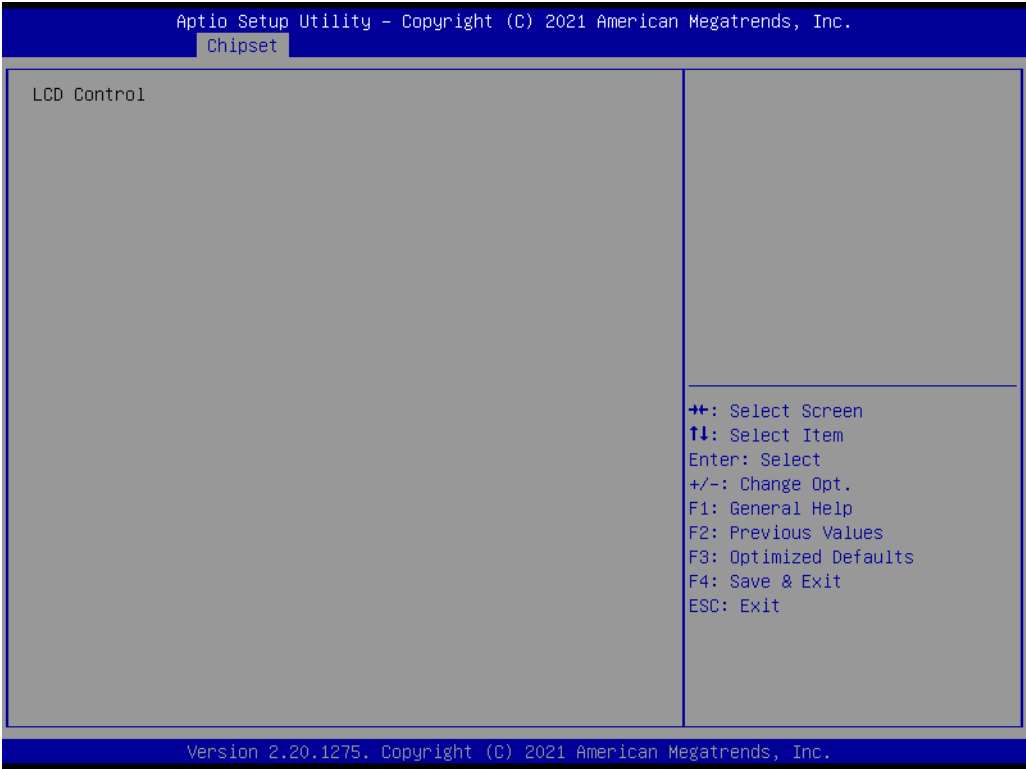 Aptio Setup Utility – Copyright (C) 2021 American Megatrends, Inc.
Chipset
LCD Control
→←: Select Screen
↑↓: Select Item
Enter: Select
+/-: Change Opt.
F1: General Help
F2: Previous Values
F3: Optimized Defaults
F4: Save & Exit
ESC: Exit
Version 2.20.1275. Copyright (C) 2021 American Megatrends, Inc.